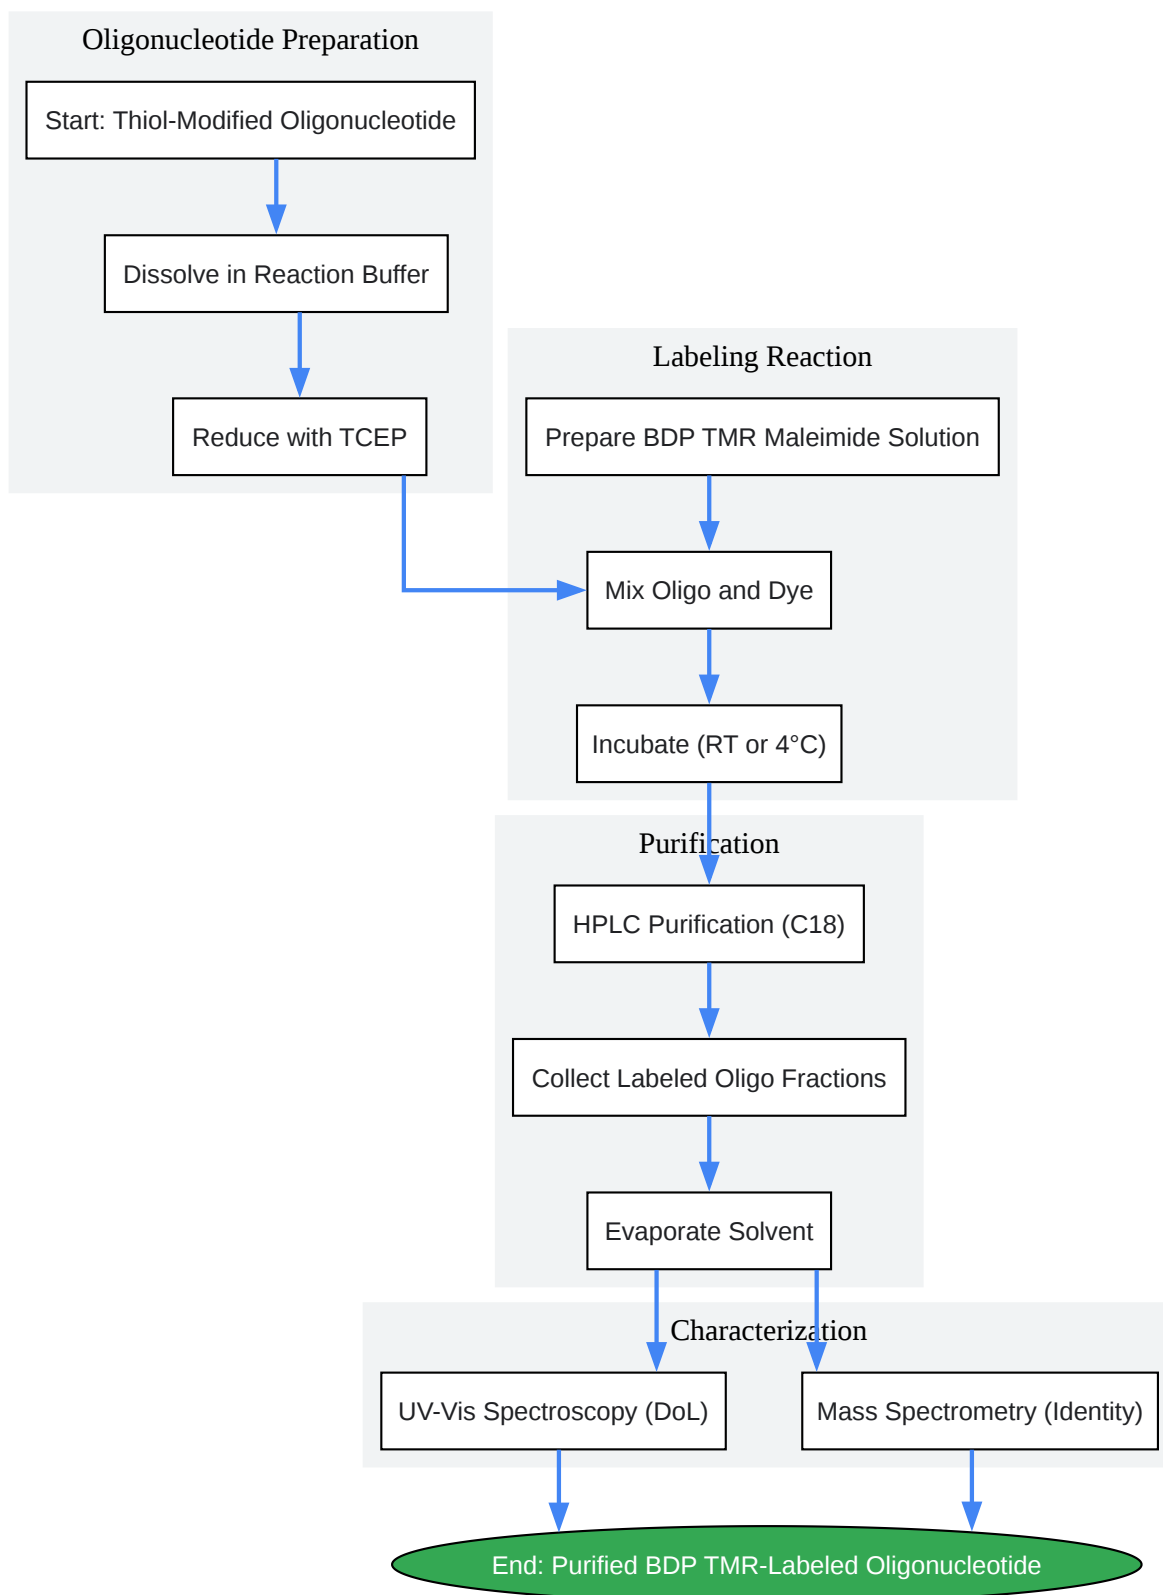 Oligonucleotide Preparation
Start: Thiol-Modified Oligonucleotide
Dissolve in Reaction Buffer
Reduce with TCEP
Labeling Reaction
Prepare BDP TMR Maleimide Solution
Mix Oligo and Dye
Incubate (RT or 4°C)
Purification
HPLC Purification (C18)
Collect Labeled Oligo Fractions
Evaporate Solvent
Characterization
UV-Vis Spectroscopy (DoL)
Mass Spectrometry (Identity)
End: Purified BDP TMR-Labeled Oligonucleotide